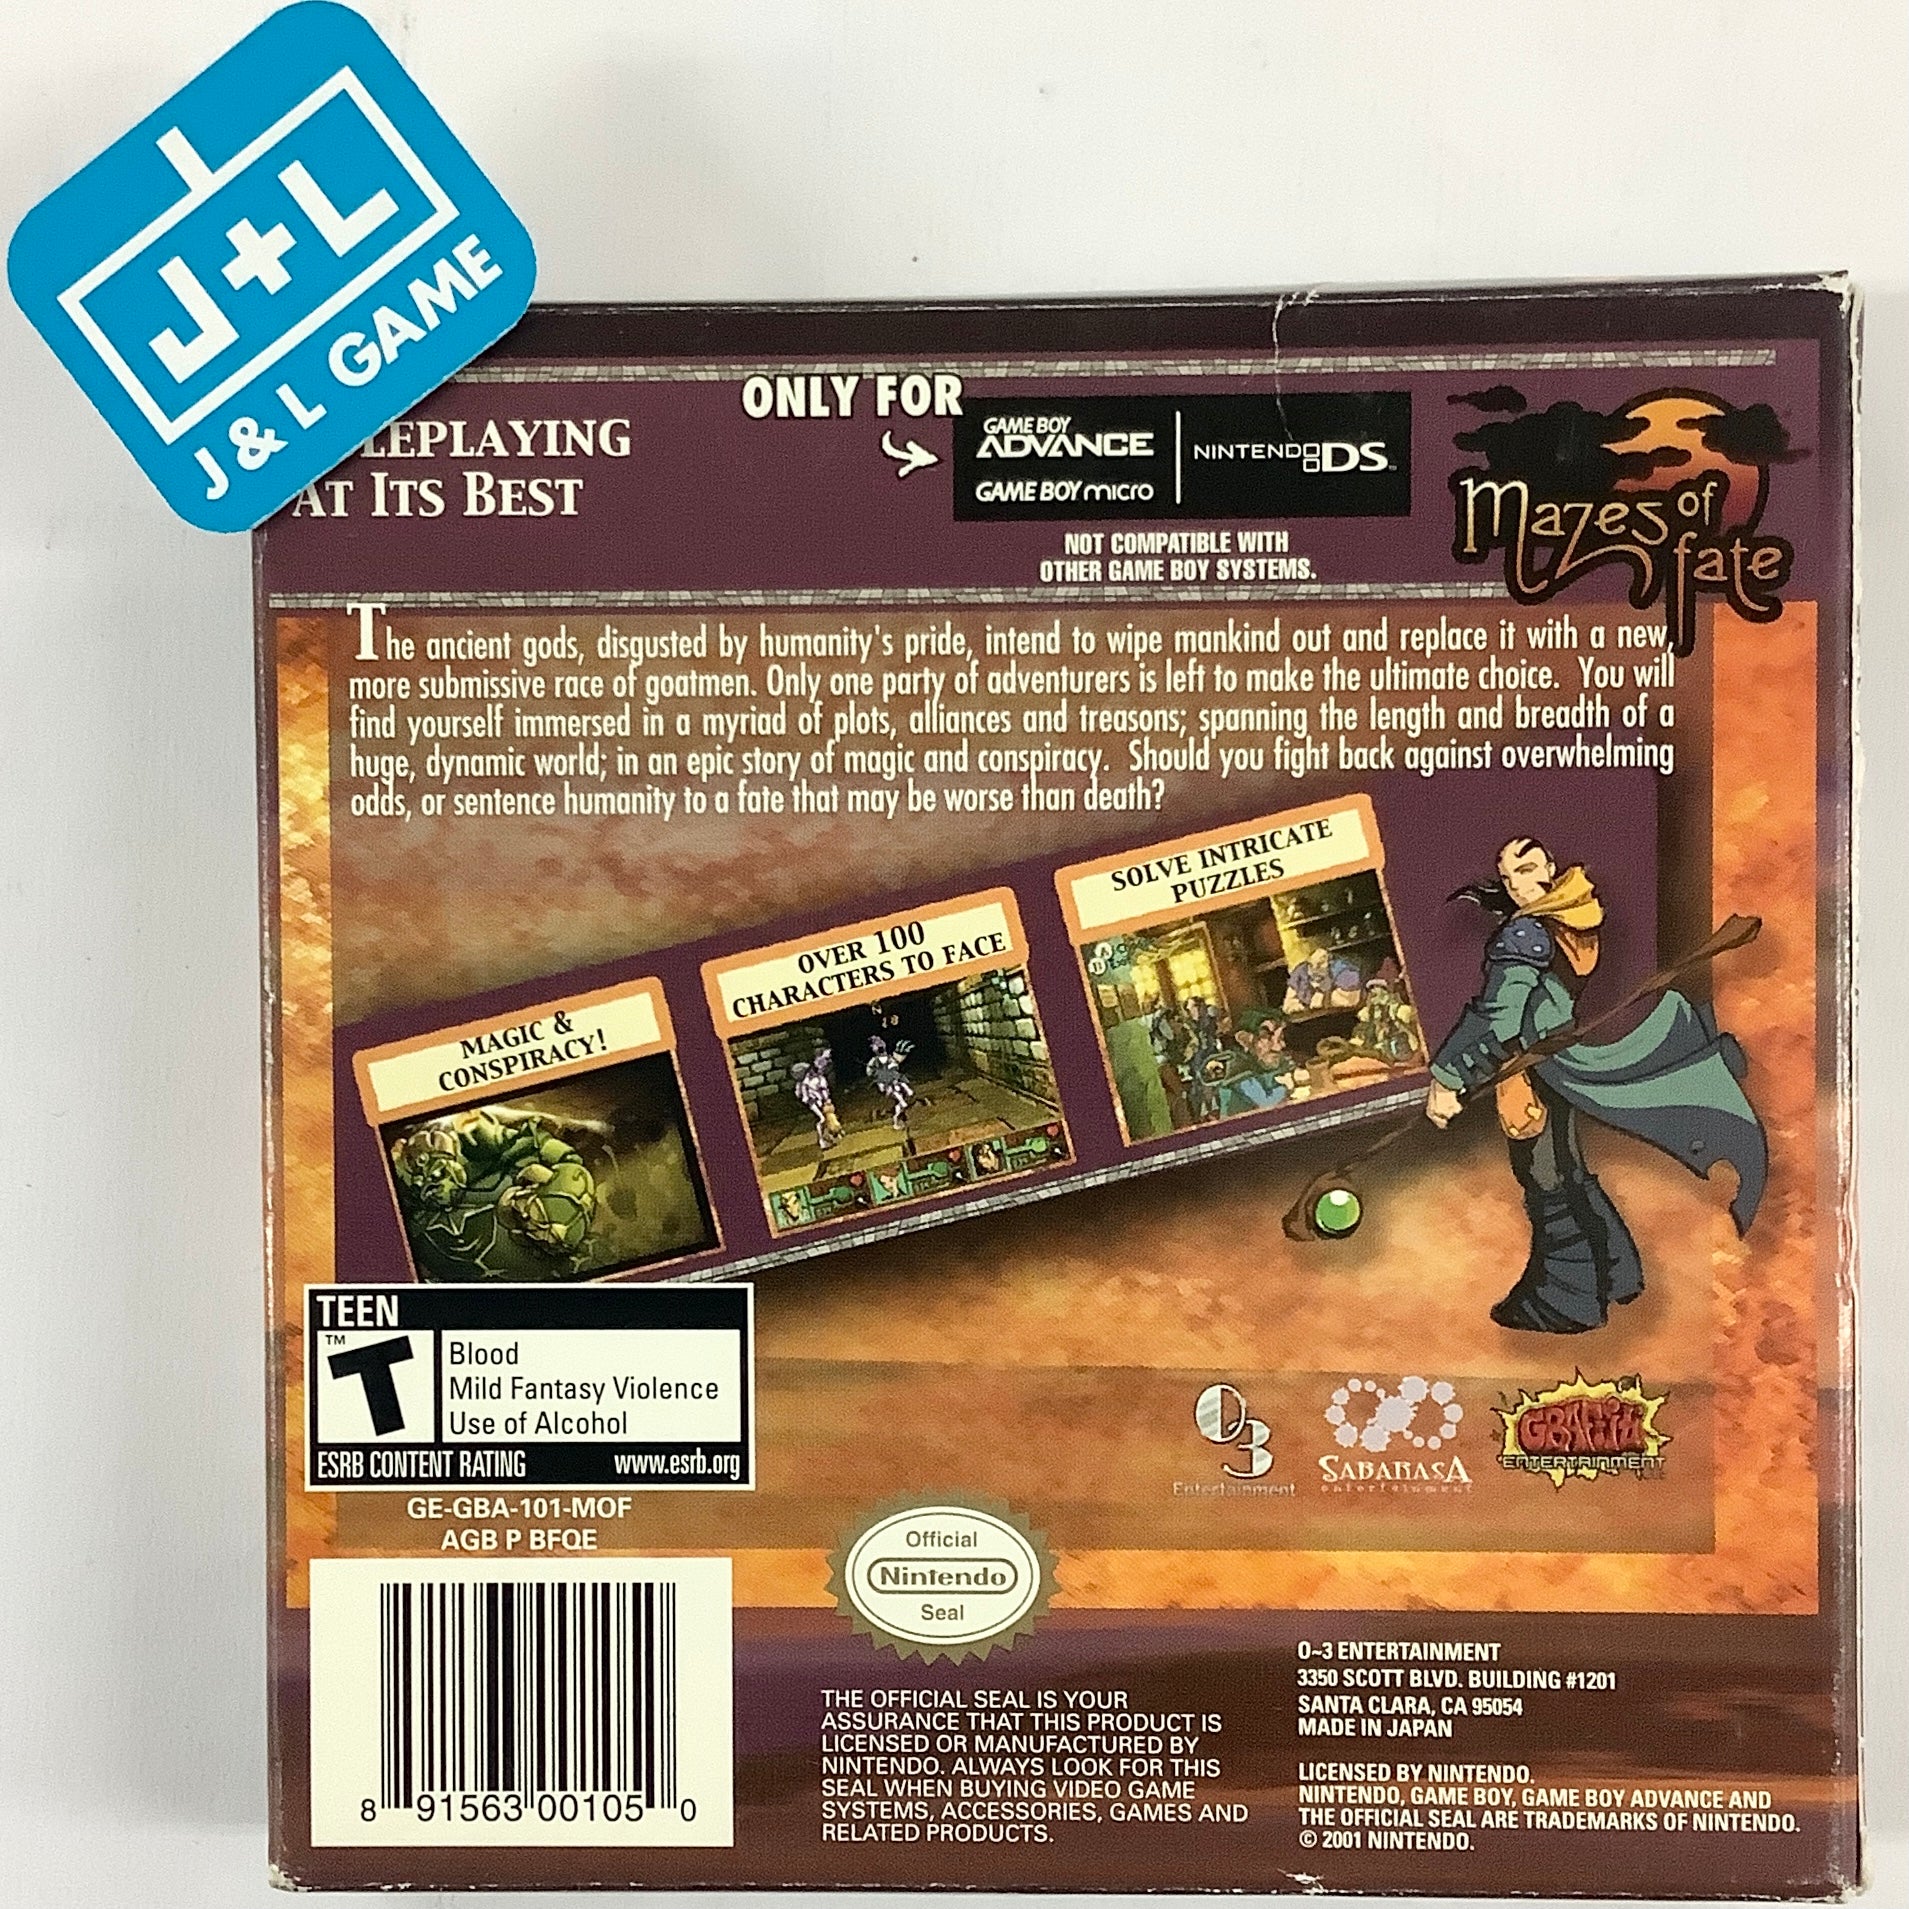 J+L
J & L GAME
LEPLAYING
AT ITS BEST
ONLY FOR
GAME BOY
ADVANCE
GAME BOY micro
NINTENDO DS™
NOT COMPATIBLE WITH
OTHER GAME BOY SYSTEMS.
Mazes of
fate
The ancient gods, disgusted by humanity's pride, intend to wipe mankind out and replace it with a new,
more submissive race of goatmen. Only one party of adventurers is left to make the ultimate choice. You will
find yourself immersed in a myriad of plots, alliances and treasons; spanning the length and breadth of a
huge, dynamic world; in an epic story of magic and conspiracy. Should you fight back against overwhelming
odds, or sentence humanity to a fate that may be worse than death?
MAGIC &
CONSPIRACY!
OVER 100
CHARACTERS TO FACE
N
SOLVE INTRICATE
PUZZLES
TEEN
T™
Blood
Mild Fantasy Violence
Use of Alcohol
ESRB CONTENT RATING www.esrb.org
GE-GBA-101-MOF
AGB P BFQE
8 91563 00105 0
O3
Entertainment
SABARASA
entertainment
GRAFFITI
ENTERTAINMENT
Official
Nintendo
Seal
THE OFFICIAL SEAL IS YOUR
ASSURANCE THAT THIS PRODUCT IS
LICENSED OR MANUFACTURED BY
NINTENDO. ALWAYS LOOK FOR THIS
SEAL WHEN BUYING VIDEO GAME
SYSTEMS, ACCESSORIES, GAMES AND
RELATED PRODUCTS.
O~3 ENTERTAINMENT
3350 SCOTT BLVD. BUILDING #1201
SANTA CLARA, CA 95054
MADE IN JAPAN
LICENSED BY NINTENDO.
NINTENDO, GAME BOY, GAME BOY ADVANCE AND
THE OFFICIAL SEAL ARE TRADEMARKS OF NINTENDO.
© 2001 NINTENDO.